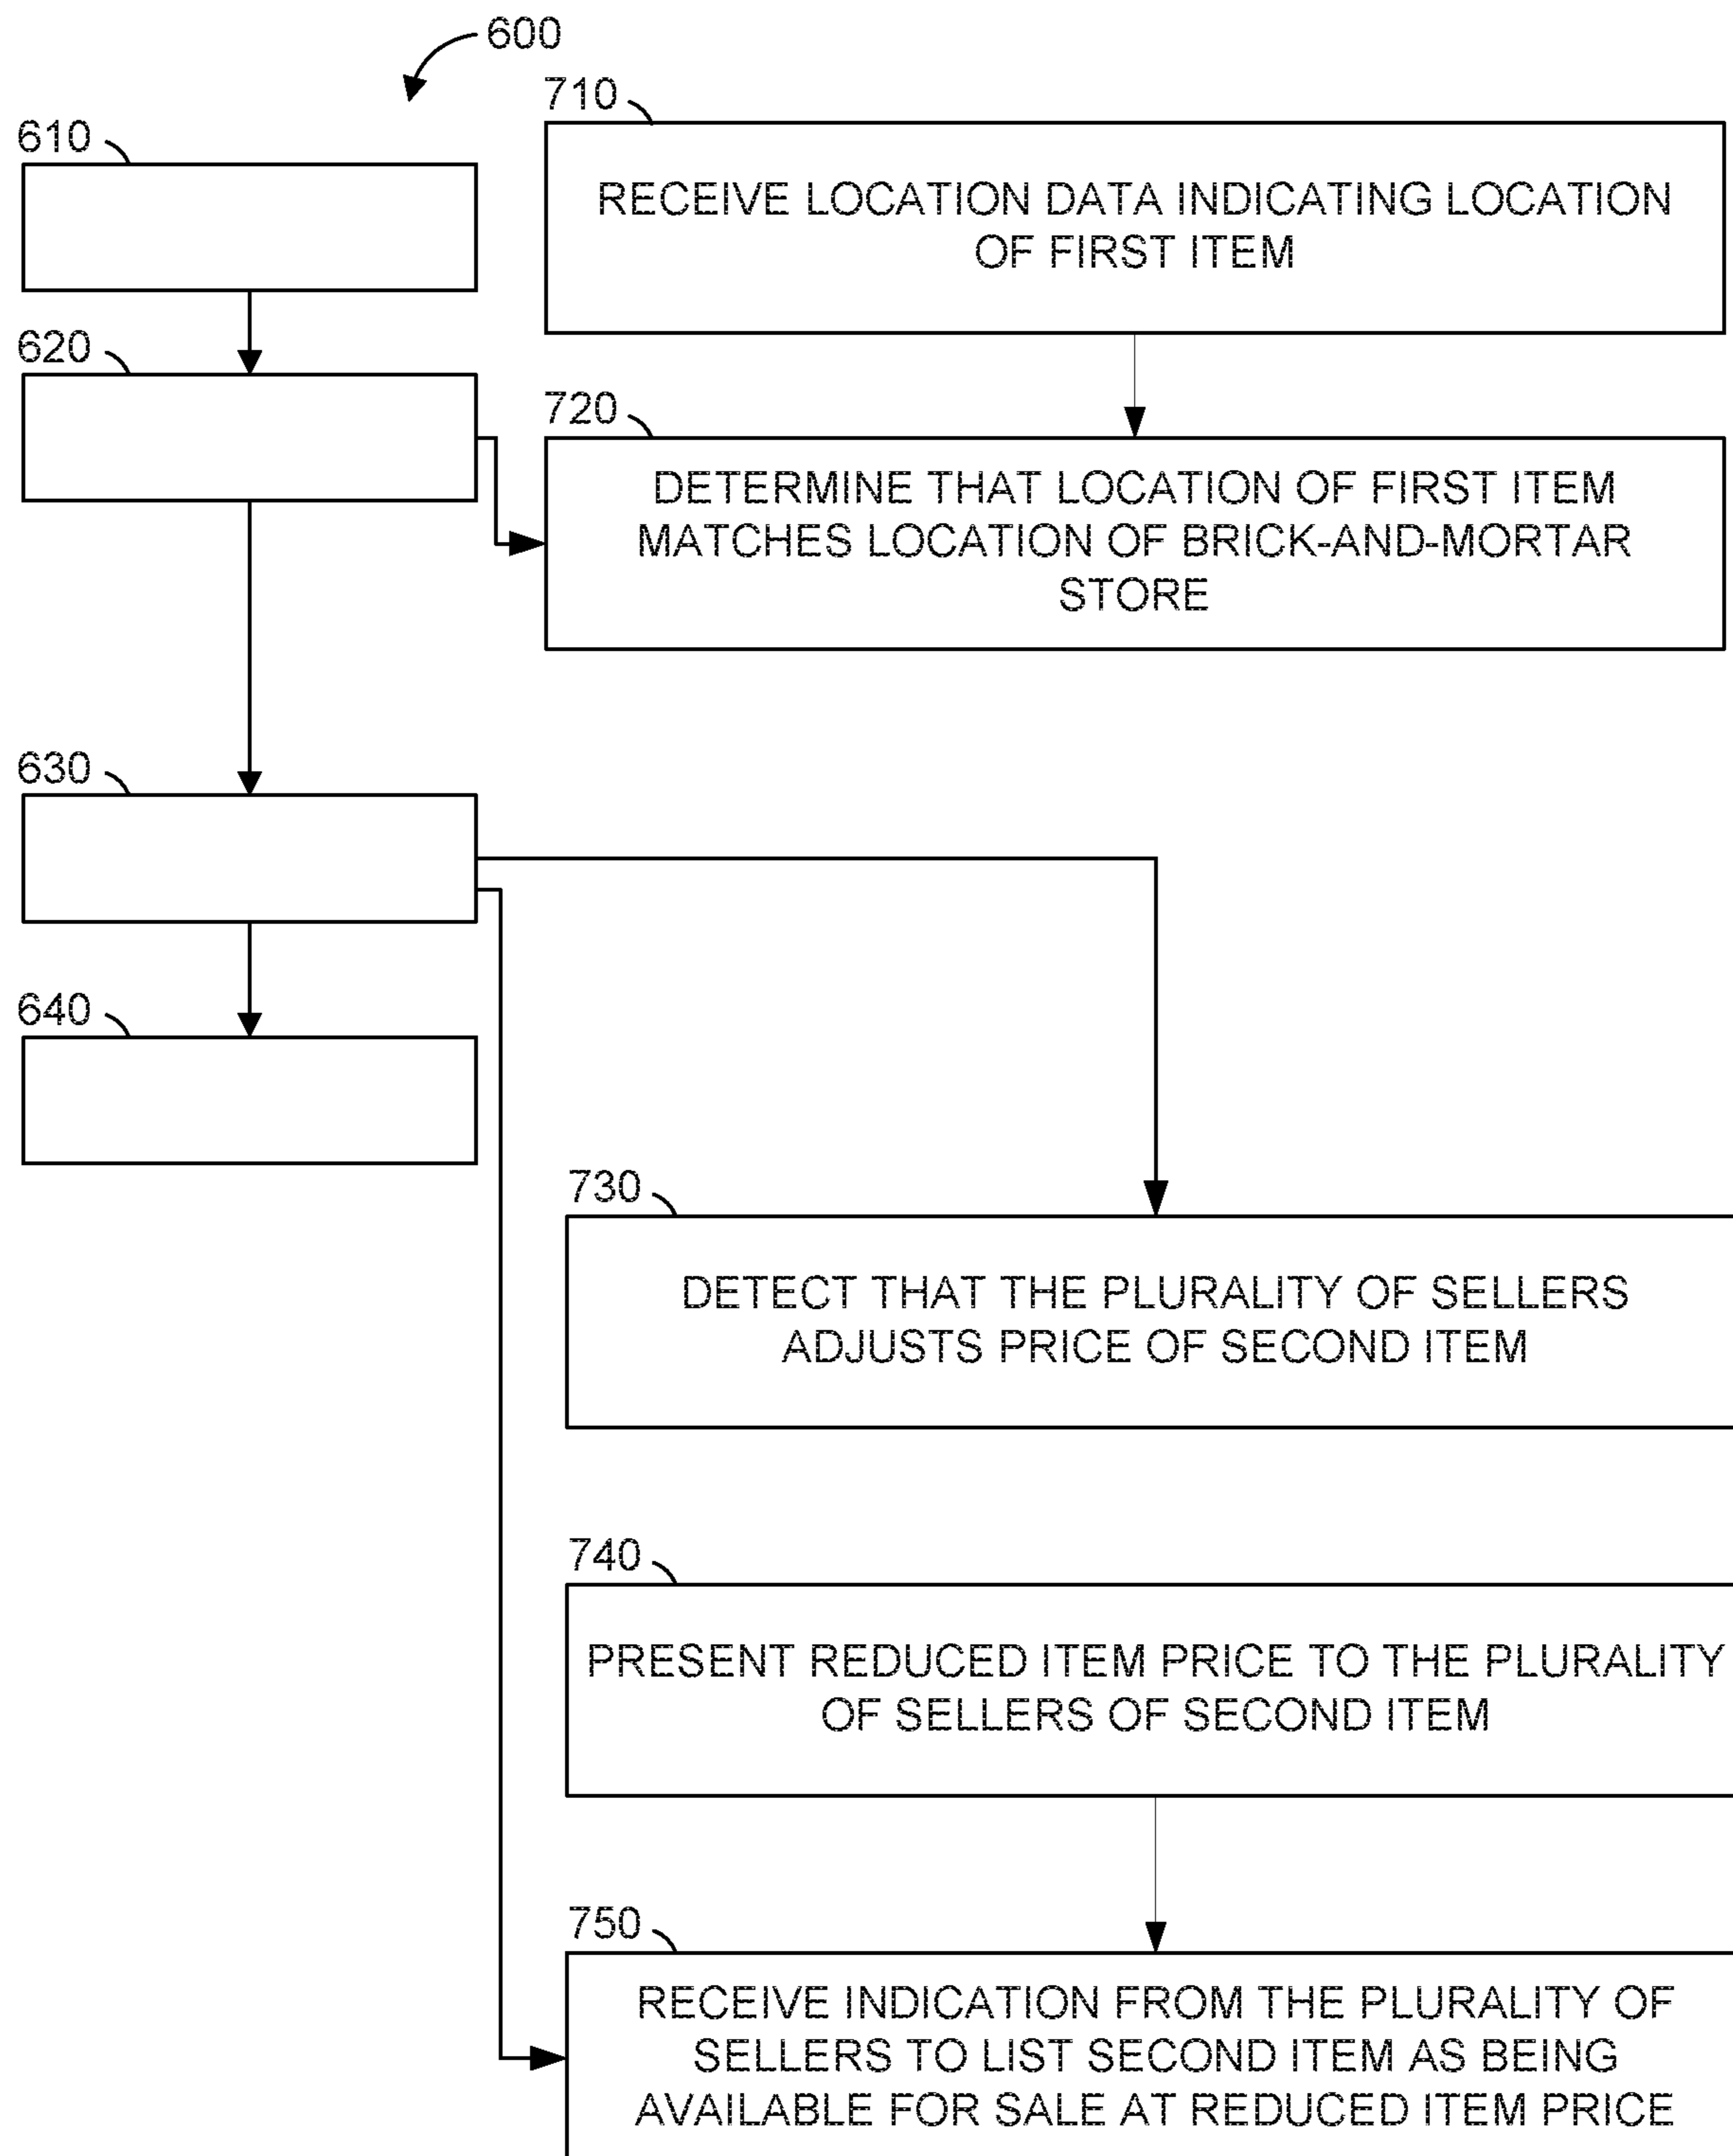 600
710
610
RECEIVE LOCATION DATA INDICATING LOCATION
OF FIRST ITEM
620
720
DETERMINE THAT LOCATION OF FIRST ITEM
MATCHES LOCATION OF BRICK-AND-MORTAR
STORE
630
640
730
DETECT THAT THE PLURALITY OF SELLERS
ADJUSTS PRICE OF SECOND ITEM
740
PRESENT REDUCED ITEM PRICE TO THE PLURALITY
OF SELLERS OF SECOND ITEM
750
RECEIVE INDICATION FROM THE PLURALITY OF
SELLERS TO LIST SECOND ITEM AS BEING
AVAILABLE FOR SALE AT REDUCED ITEM PRICE